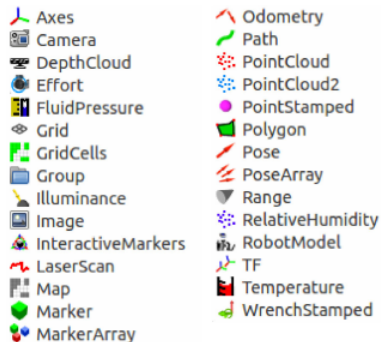 Axes
Camera
DepthCloud
Effort
FluidPressure
Grid
GridCells
Group
Illuminance
Image
InteractiveMarkers
LaserScan
Map
Marker
MarkerArray
Odometry
Path
PointCloud
PointCloud2
PointStamped
Polygon
Pose
PoseArray
Range
RelativeHumidity
RobotModel
TF
Temperature
WrenchStamped